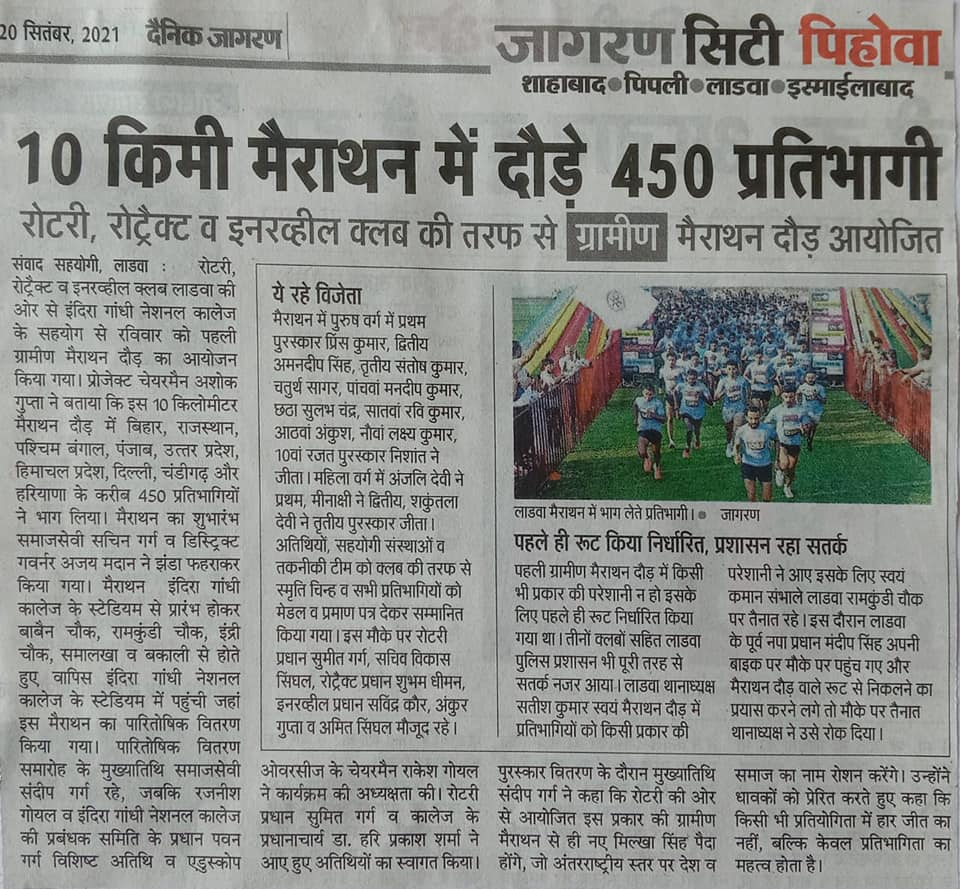 20 सितंबर, 2021 दैनिक जागरण
जागरण सिटी पिहोवा
शाहाबाद●पिपली●लाडवा●इस्माईलाबाद
10 किमी मैराथन में दौड़े 450 प्रतिभागी
रोटरी, रोट्रैक्ट व इनरव्हील क्लब की तरफ से ग्रामीण मैराथन दौड़ आयोजित
संवाद सहयोगी, लाडवा : रोटरी,
रोट्रैक्ट व इनरव्हील क्लब लाडवा की
ओर से इंदिरा गांधी नेशनल कालेज
के सहयोग से रविवार को पहली
ग्रामीण मैराथन दौड़ का आयोजन
किया गया। प्रोजेक्ट चेयरमैन अशोक
गुप्ता ने बताया कि इस 10 किलोमीटर
मैराथन दौड़ में बिहार, राजस्थान,
पश्चिम बंगाल, पंजाब, उत्तर प्रदेश,
हिमाचल प्रदेश, दिल्ली, चंडीगढ़ और
हरियाणा के करीब 450 प्रतिभागियों
ने भाग लिया। मैराथन का शुभारंभ
समाजसेवी सचिन गर्ग व डिस्ट्रिक्ट
गवर्नर अजय मदान ने झंडा फहराकर
किया गया। मैराथन इंदिरा गांधी
कालेज के स्टेडियम से प्रारंभ होकर
बाबैन चौक, रामकुंडी चौक, इंद्री
चौक, समालखा व बकाली से होते
हुए वापिस इंदिरा गांधी नेशनल
कालेज के स्टेडियम में पहुंची जहां
इस मैराथन का पारितोषिक वितरण
किया गया। पारितोषिक वितरण
समारोह के मुख्यातिथि समाजसेवी
संदीप गर्ग रहे, जबकि रजनीश
गोयल व इंदिरा गांधी नेशनल कालेज
की प्रबंधक समिति के प्रधान पवन
गर्ग विशिष्ट अतिथि व एडुस्कोप
ये रहे विजेता
मैराथन में पुरुष वर्ग में प्रथम
पुरस्कार प्रिंस कुमार, द्वितीय
अमनदीप सिंह, तृतीय संतोष कुमार,
चतुर्थ सागर, पांचवां मनदीप कुमार,
छठा सुलभ चंद्र, सातवां रवि कुमार,
आठवां अंकुश, नौवां लक्ष्य कुमार,
10वां रजत पुरस्कार निशांत ने
जीता। महिला वर्ग में अंजलि देवी ने
प्रथम, मीनाक्षी ने द्वितीय, शकुंतला
देवी ने तृतीय पुरस्कार जीता।
अतिथियों, सहयोगी संस्थाओं व
तकनीकी टीम को क्लब की तरफ से
स्मृति चिन्ह व सभी प्रतिभागियों को
मेडल व प्रमाण पत्र देकर सम्मानित
किया गया। इस मौके पर रोटरी
प्रधान सुमीत गर्ग, सचिव विकास
सिंघल, रोट्रैक्ट प्रधान शुभम धीमन,
इनरव्हील प्रधान सविंद्र कौर, अंकुर
गुप्ता व अमित सिंघल मौजूद रहे।
लाडवा मैराथन में भाग लेते प्रतिभागी। ● जागरण
पहले ही रूट किया निर्धारित, प्रशासन रहा सतर्क
पहली ग्रामीण मैराथन दौड़ में किसी
भी प्रकार की परेशानी न हो इसके
लिए पहले ही रूट निर्धारित किया
गया था। तीनों क्लबों सहित लाडवा
पुलिस प्रशासन भी पूरी तरह से
सतर्क नजर आया। लाडवा थानाध्यक्ष
सतीश कुमार स्वयं मैराथन दौड़ में
प्रतिभागियों को किसी प्रकार की
परेशानी ने आए इसके लिए स्वयं
कमान संभाले लाडवा रामकुंडी चौक
पर तैनात रहे। इस दौरान लाडवा
के पूर्व नपा प्रधान मंदीप सिंह अपनी
बाइक पर मौके पर पहुंच गए और
मैराथन दौड़ वाले रूट से निकलने का
प्रयास करने लगे तो मौके पर तैनात
थानाध्यक्ष ने उसे रोक दिया।
ओवरसीज के चेयरमैन राकेश गोयल
ने कार्यक्रम की अध्यक्षता की। रोटरी
प्रधान सुमित गर्ग व कालेज के
प्रधानाचार्य डा. हरि प्रकाश शर्मा ने
आए हुए अतिथियों का स्वागत किया।
पुरस्कार वितरण के दौरान मुख्यातिथि
संदीप गर्ग ने कहा कि रोटरी की ओर
से आयोजित इस प्रकार की ग्रामीण
मैराथन से ही नए मिल्खा सिंह पैदा
होंगे, जो अंतरराष्ट्रीय स्तर पर देश व
समाज का नाम रोशन करेंगे। उन्होंने
धावकों को प्रेरित करते हुए कहा कि
किसी भी प्रतियोगिता में हार जीत का
नहीं, बल्कि केवल प्रतिभागिता का
महत्व होता है।